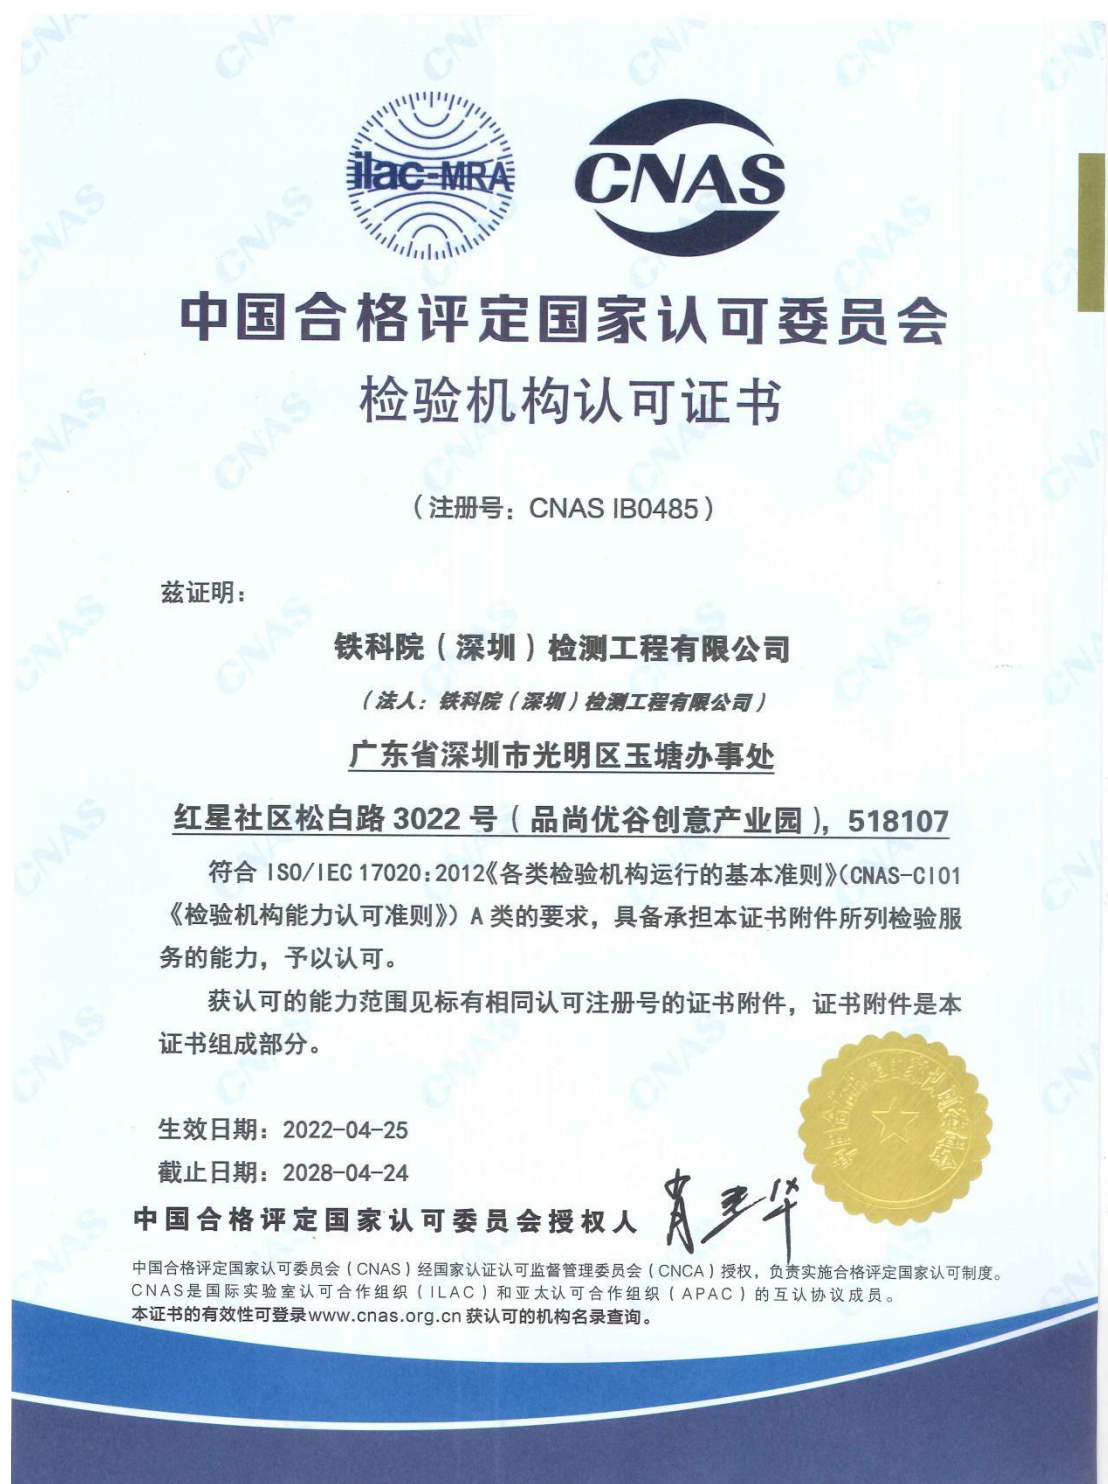 ilac-MRA
CNAS
中国合格评定国家认可委员会
检验机构认可证书
（注册号：CNAS IB0485）
兹证明：
铁科院（深圳）检测工程有限公司
（法人：铁科院（深圳）检测工程有限公司）
广东省深圳市光明区玉塘办事处
红星社区松白路 3022 号（品尚优谷创意产业园），518107
符合 ISO/IEC 17020:2012《各类检验机构运行的基本准则》（CNAS-CI01
《检验机构能力认可准则》）A 类的要求，具备承担本证书附件所列检验服
务的能力，予以认可。
获认可的能力范围见标有相同认可注册号的证书附件，证书附件是本
证书组成部分。
生效日期：2022-04-25
截止日期：2028-04-24
中国合格评定国家认可委员会授权人
中国合格评定国家认可委员会（CNAS）经国家认证认可监督管理委员会（CNCA）授权，负责实施合格评定国家认可制度。
CNAS是国际实验室认可合作组织（ILAC）和亚太认可合作组织（APAC）的互认协议成员。
本证书的有效性可登录www.cnas.org.cn 获认可的机构名录查询。